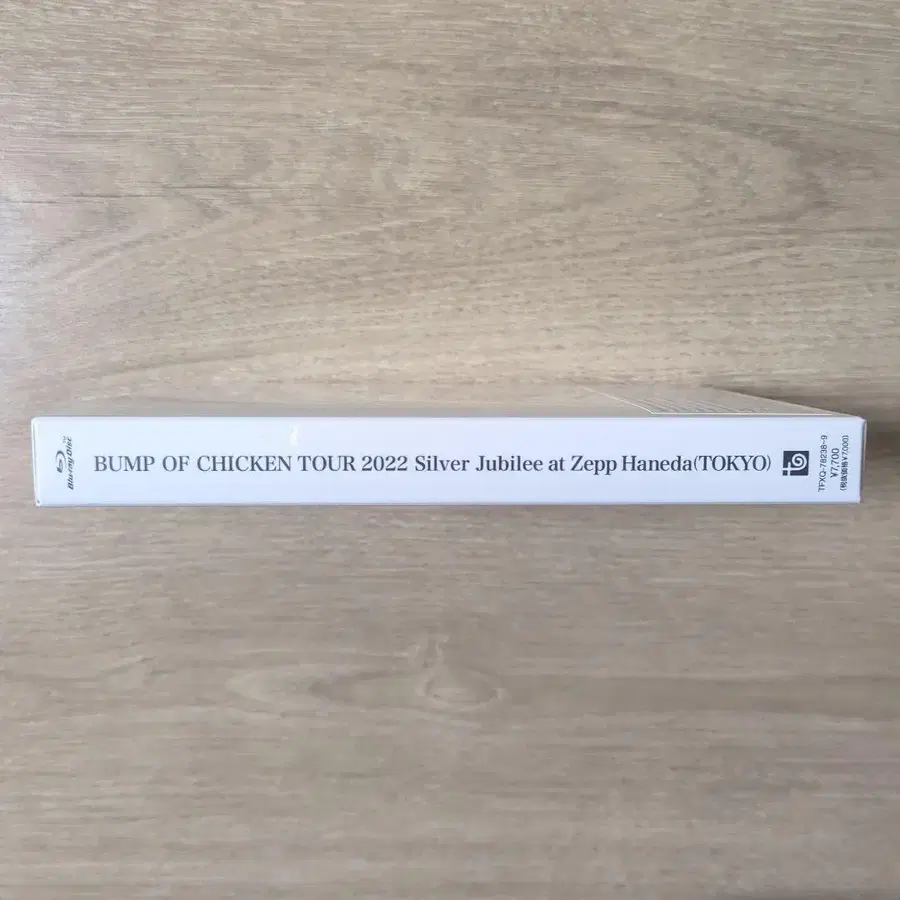 Blu-ray Disc
TM
BUMP OF CHICKEN TOUR 2022 Silver Jubilee at Zepp Haneda(TOKYO)
TFXQ-78238~9
¥7,700
(税抜価格¥7,000)